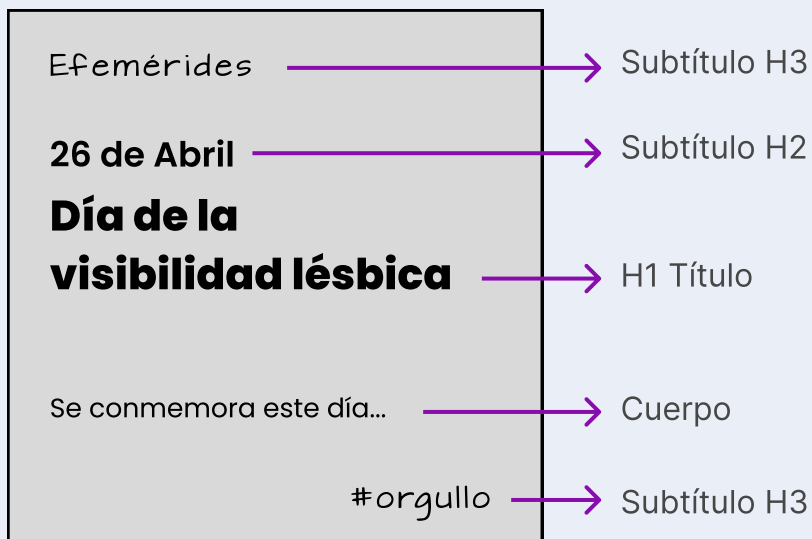 Efemérides
Subtítulo H3
26 de Abril
Subtítulo H2
Día de la
visibilidad lésbica
H1 Título
Se conmemora este día...
Cuerpo
#orgullo
Subtítulo H3